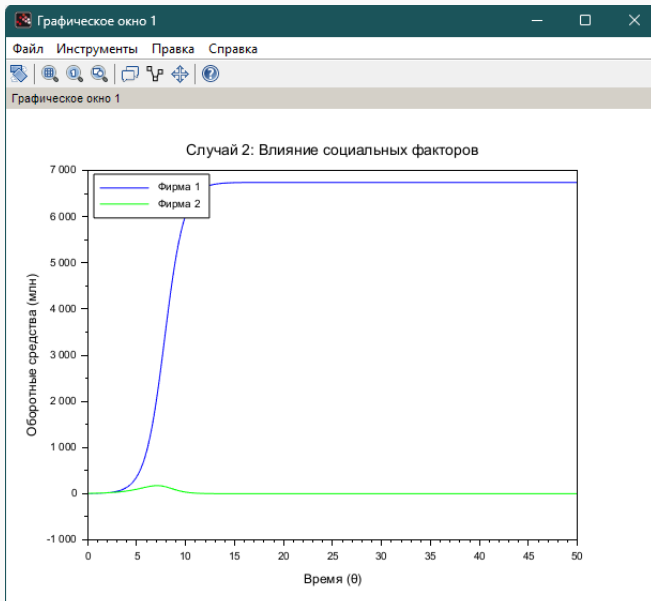 Графическое окно 1
Файл Инструменты Правка Справка
Графическое окно 1
Случай 2: Влияние социальных факторов
Фирма 1
Фирма 2
Оборотные средства (млн)
7 000
6 000
5 000
4 000
3 000
2 000
1 000
0
-1 000
0 5 10 15 20 25 30 35 40 45 50
Время (θ)